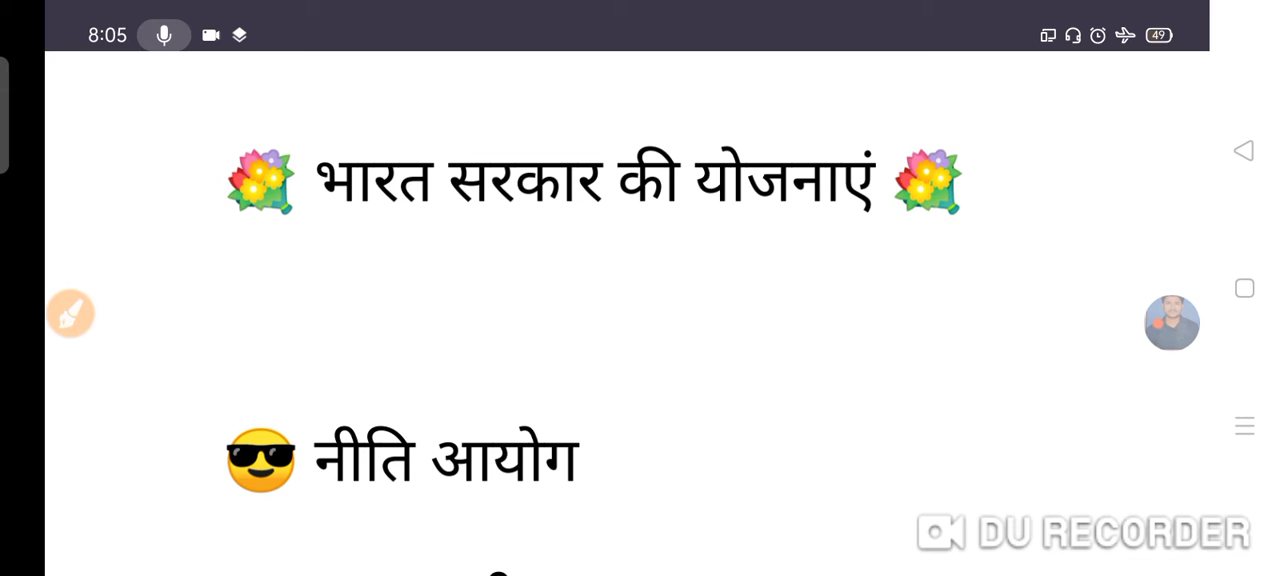 8:05
49
💐 भारत सरकार की योजनाएं 💐
😎 नीति आयोग
DU RECORDER